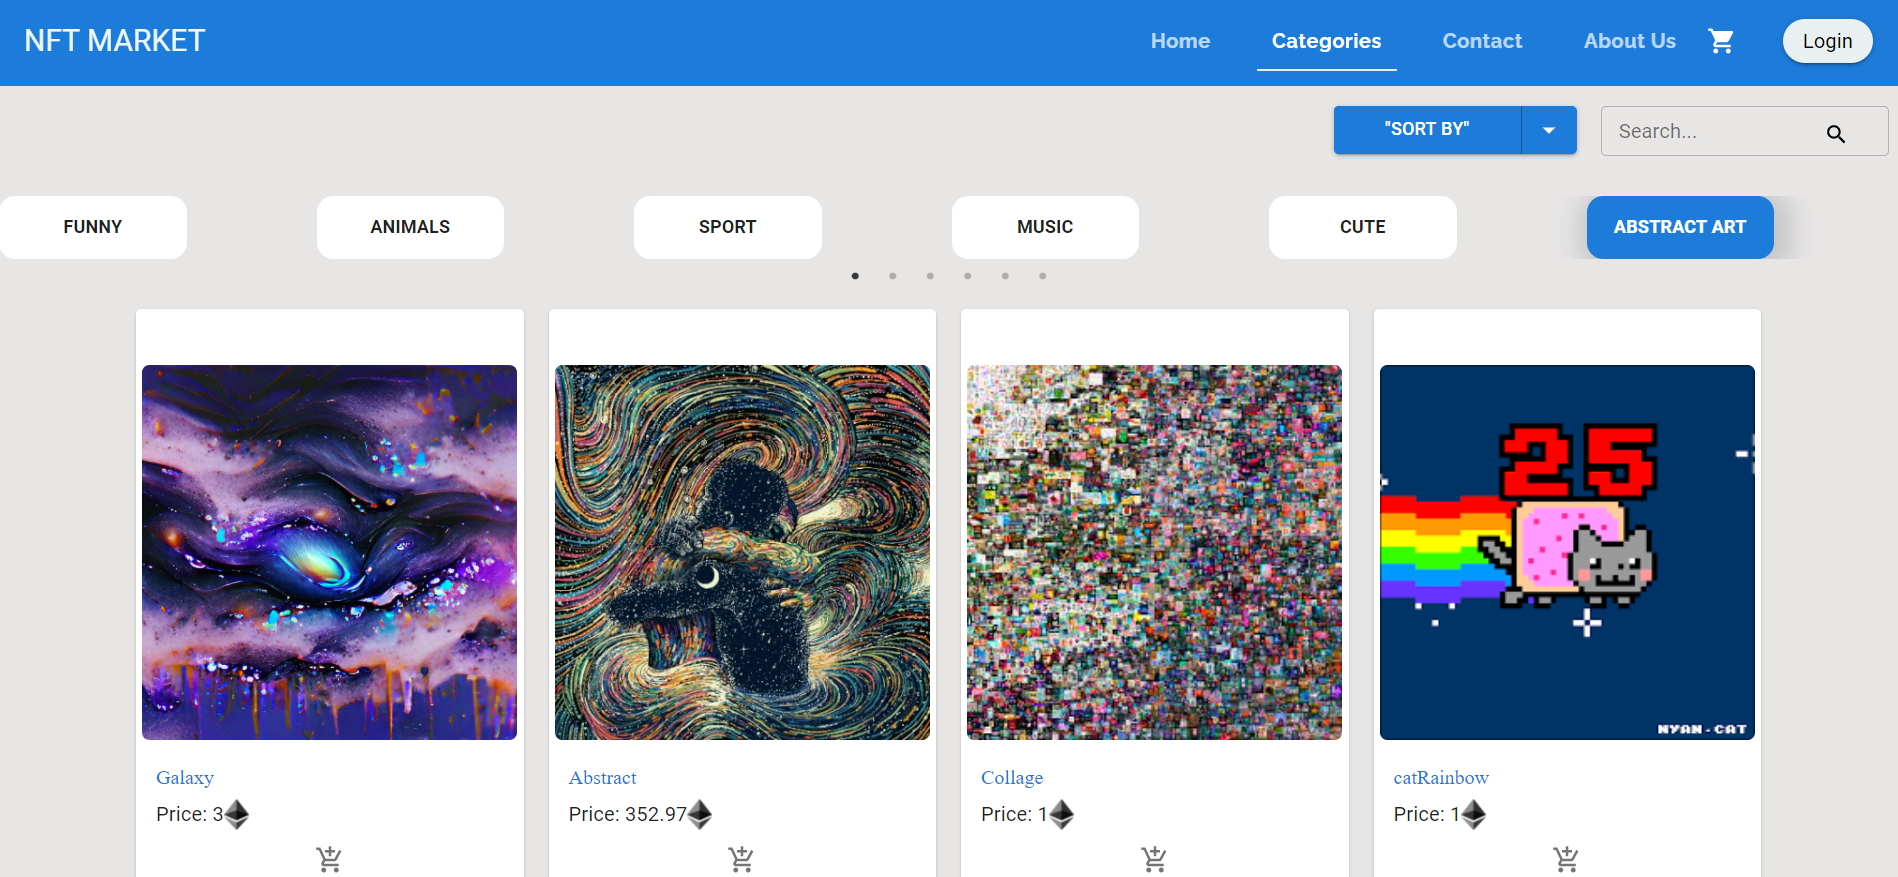 NFT MARKET
Home
Categories
Contact
About Us
Login
"SORT BY"
Search...
FUNNY
ANIMALS
SPORT
MUSIC
CUTE
ABSTRACT ART
25
NYAN-CAT
Galaxy
Abstract
Collage
catRainbow
Price: 3
Price: 352.97
Price: 1
Price: 1